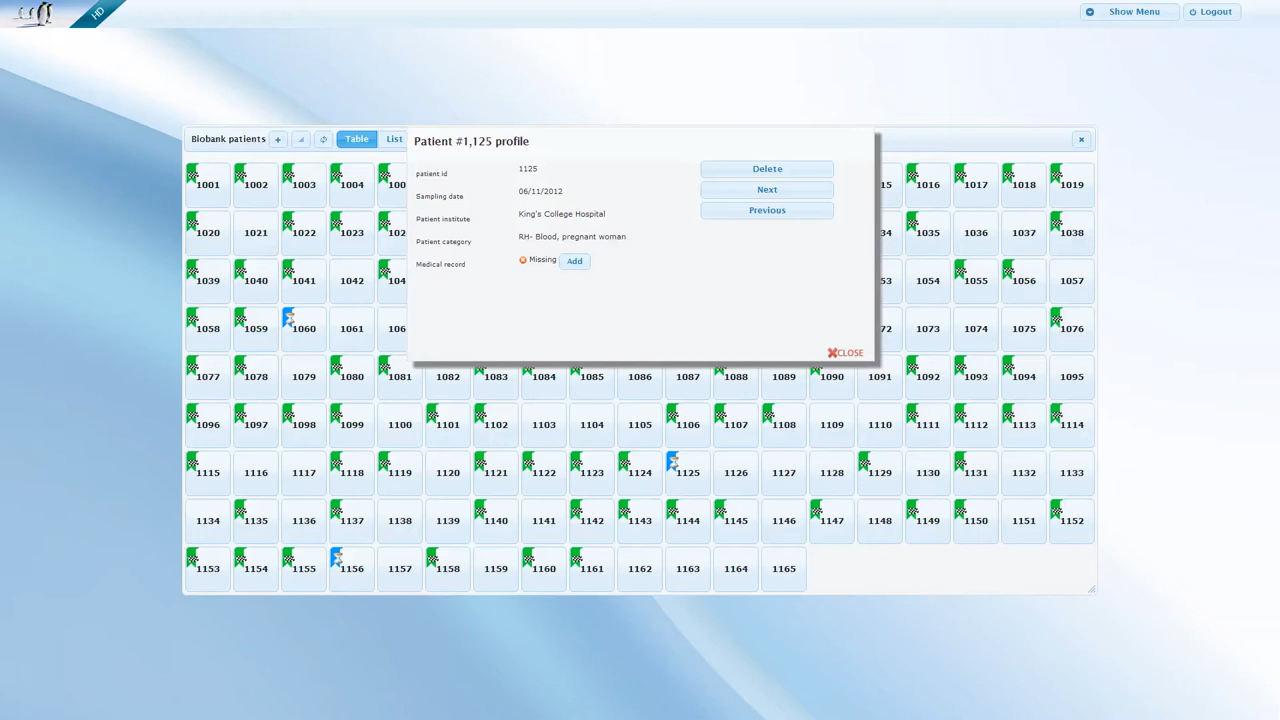 HD
Show Menu Logout
Biobank patients + Table List
Patient #1,125 profile
patient id 1125
Sampling date 06/11/2012
Patient institute King's College Hospital
Patient category RH- Blood, pregnant woman
Medical record Missing Add
Delete
Next
Previous
CLOSE
1001 1002 1003 1004 100 15 1016 1017 1018 1019
1020 1021 1022 1023 102 34 1035 1036 1037 1038
1039 1040 1041 1042 104 53 1054 1055 1056 1057
1058 1059 1060 1061 106 72 1073 1074 1075 1076
1077 1078 1079 1080 1081 1082 1083 1084 1085 1086 1087 1088 1089 1090 1091 1092 1093 1094 1095
1096 1097 1098 1099 1100 1101 1102 1103 1104 1105 1106 1107 1108 1109 1110 1111 1112 1113 1114
1115 1116 1117 1118 1119 1120 1121 1122 1123 1124 1125 1126 1127 1128 1129 1130 1131 1132 1133
1134 1135 1136 1137 1138 1139 1140 1141 1142 1143 1144 1145 1146 1147 1148 1149 1150 1151 1152
1153 1154 1155 1156 1157 1158 1159 1160 1161 1162 1163 1164 1165